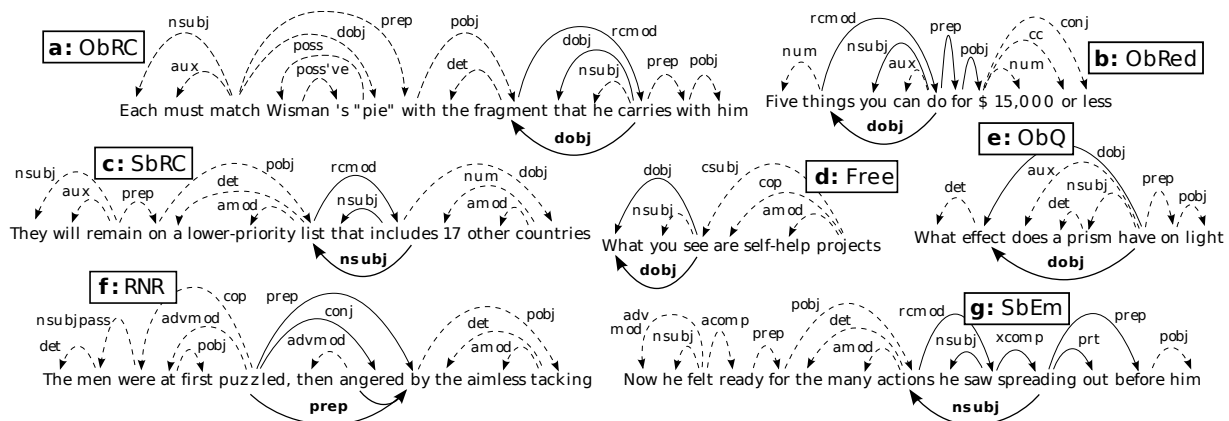 a: ObRC
nsubj
prep
dobj
poss
aux
poss've
pobj
det
rcmod
dobj
nsubj
prep
pobj
Each must match Wisman 's "pie" with the fragment that he carries with him
dobj
b: ObRed
rcmod
prep
conj
cc
num
nsubj
aux
pobj
num
Five things you can do for $ 15,000 or less
dobj
c: SbRC
nsubj
aux
prep
pobj
det
amod
rcmod
nsubj
num
amod
dobj
They will remain on a lower-priority list that includes 17 other countries
nsubj
d: Free
dobj
nsubj
csubj
cop
amod
What you see are self-help projects
dobj
e: ObQ
dobj
aux
nsubj
det
det
prep
pobj
What effect does a prism have on light
dobj
f: RNR
nsubjpass
det
cop
advmod
pobj
prep
conj
advmod
pobj
det
amod
The men were at first puzzled, then angered by the aimless tacking
prep
g: SbEm
adv
mod
nsubj
acomp
prep
pobj
det
amod
rcmod
nsubj
xcomp
prt
prep
pobj
Now he felt ready for the many actions he saw spreading out before him
nsubj